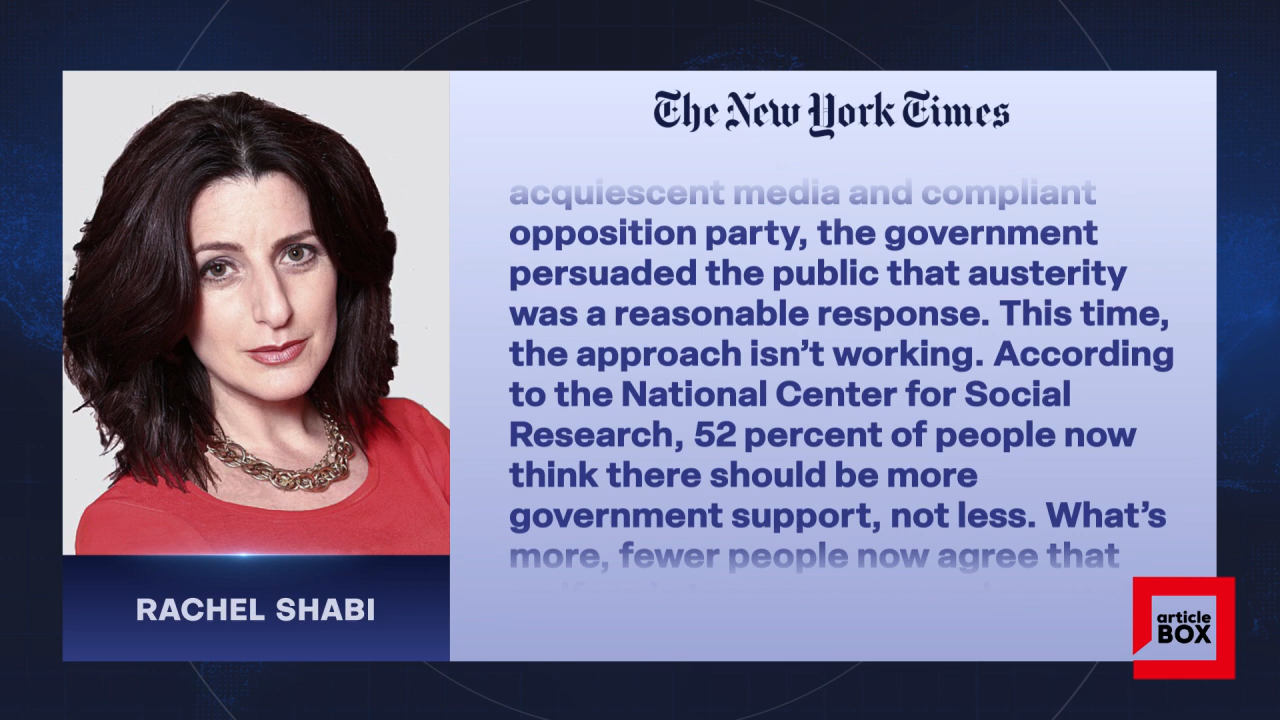 The New York Times
acquiescent media and compliant
opposition party, the government
persuaded the public that austerity
was a reasonable response. This time,
the approach isn’t working. According
to the National Center for Social
Research, 52 percent of people now
think there should be more
government support, not less. What’s
more, fewer people now agree that
RACHEL SHABI
article
BOX